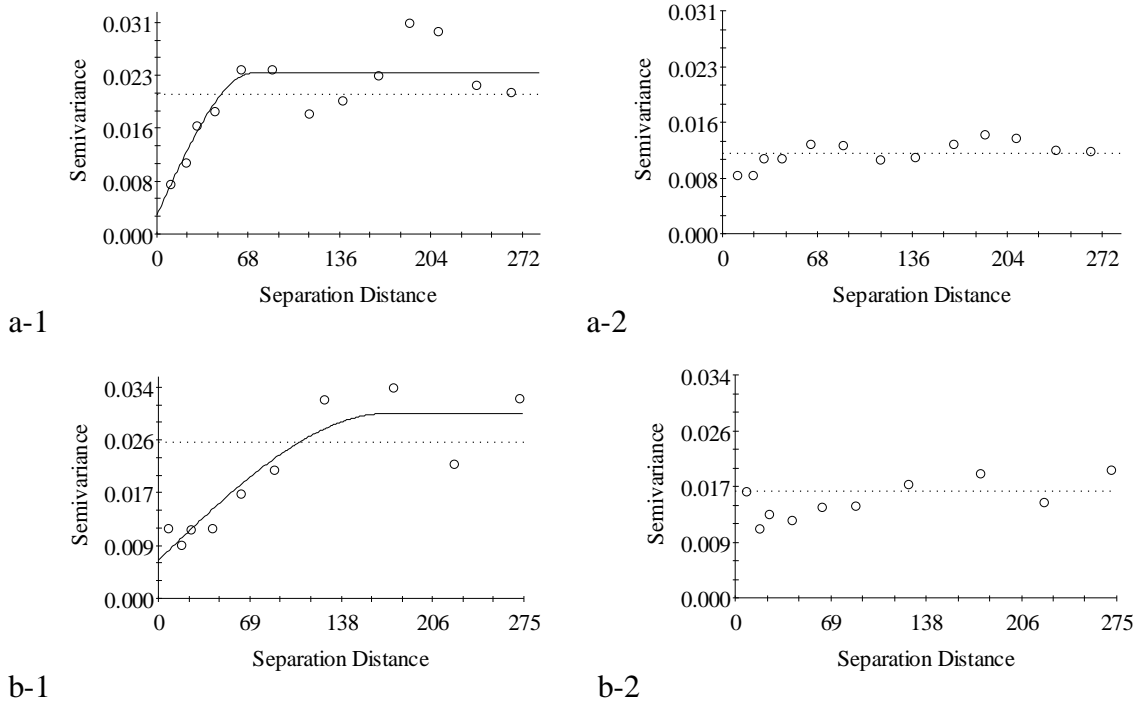 0.031
0.023
0.016
0.008
0.000
Semivariance
0 68 136 204 272
Separation Distance
a-1
0.031
0.023
0.016
0.008
0.000
Semivariance
0 68 136 204 272
Separation Distance
a-2
0.034
0.026
0.017
0.009
0.000
Semivariance
0 69 138 206 275
Separation Distance
b-1
0.034
0.026
0.017
0.009
0.000
Semivariance
0 69 138 206 275
Separation Distance
b-2